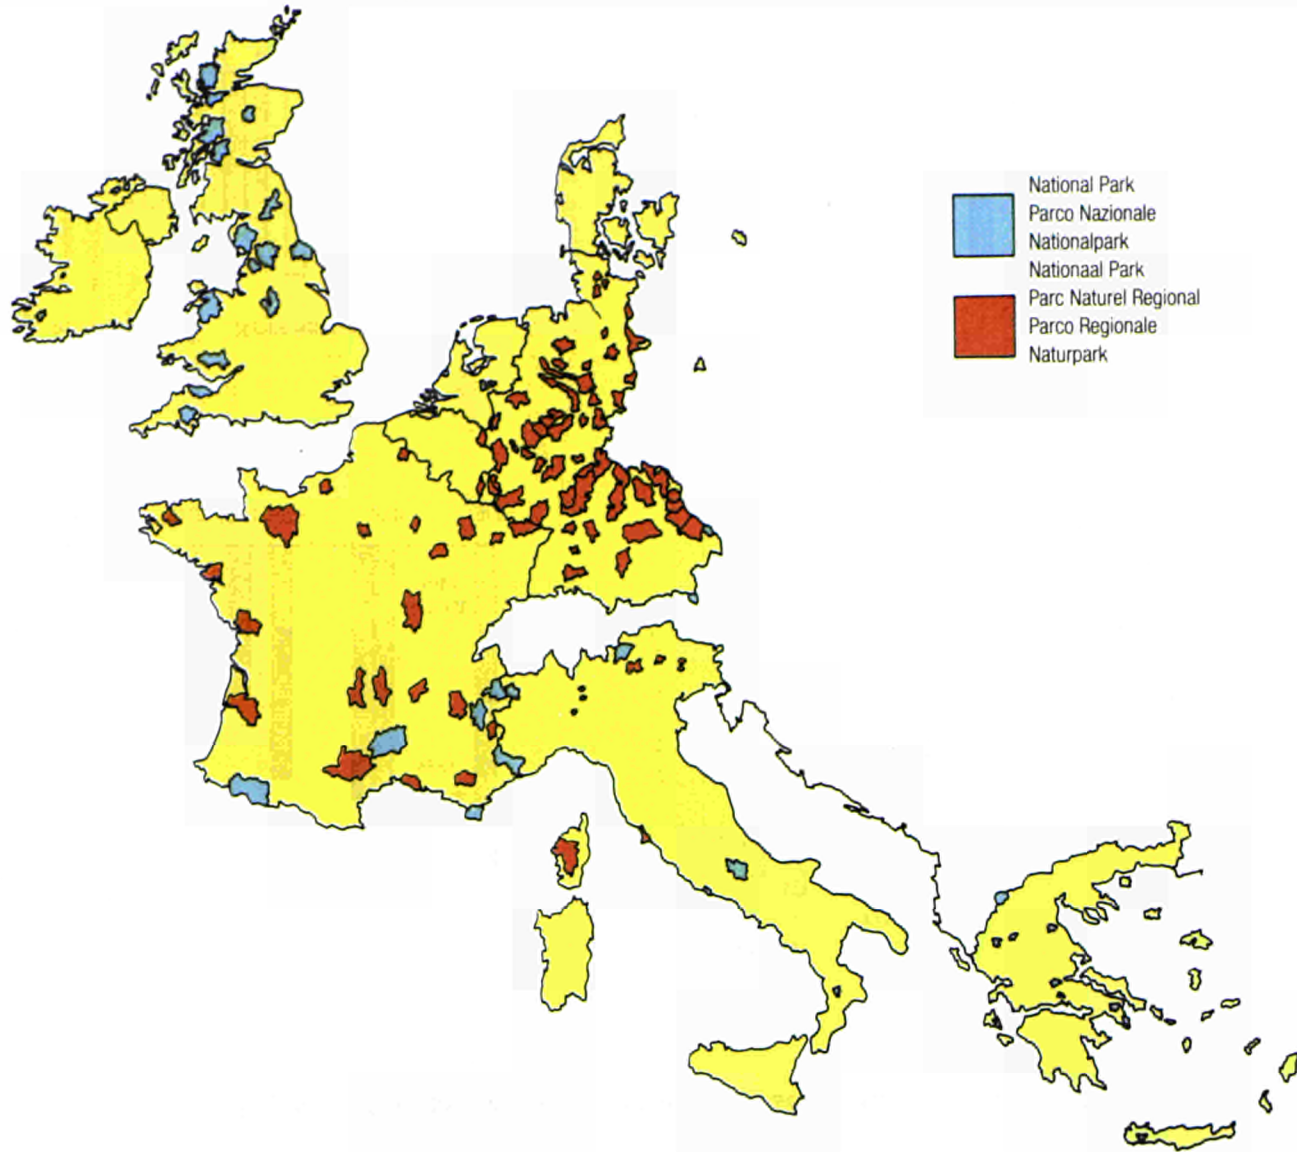 National Park
Parco Nazionale
Nationalpark
Nationaal Park
Parc Naturel Regional
Parco Regionale
Naturpark